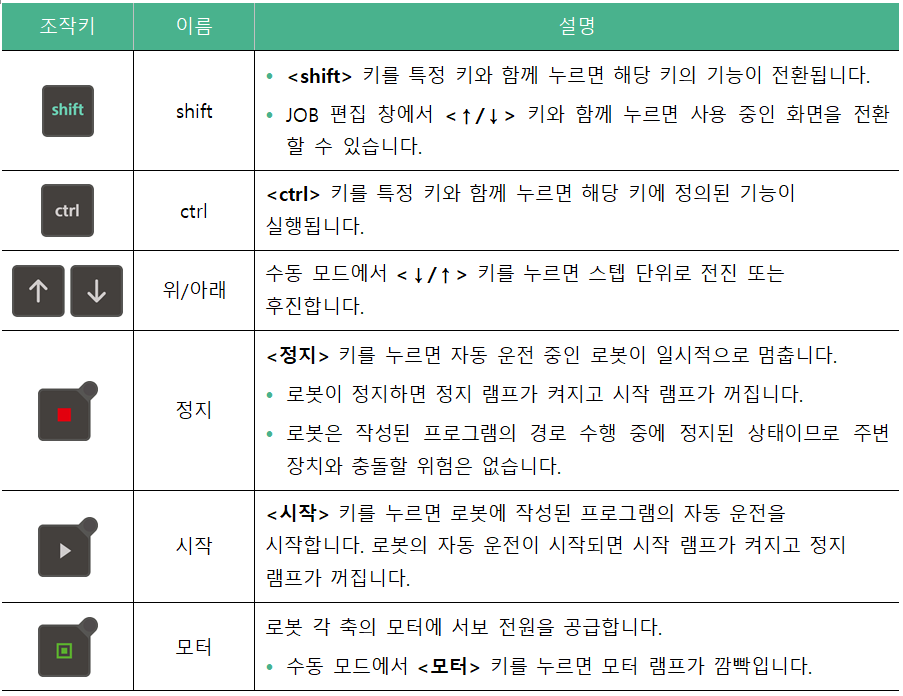 조작키 이름 설명
shift shift • <shift> 키를 특정 키와 함께 누르면 해당 키의 기능이 전환됩니다.
• JOB 편집 창에서 <↑/↓> 키와 함께 누르면 사용 중인 화면을 전환
할 수 있습니다.
ctrl ctrl <ctrl> 키를 특정 키와 함께 누르면 해당 키에 정의된 기능이
실행됩니다.
↑ ↓ 위/아래 수동 모드에서 <↓/↑> 키를 누르면 스텝 단위로 전진 또는
후진합니다.
정지 <정지> 키를 누르면 자동 운전 중인 로봇이 일시적으로 멈춥니다.
• 로봇이 정지하면 정지 램프가 켜지고 시작 램프가 꺼집니다.
• 로봇은 작성된 프로그램의 경로 수행 중에 정지된 상태이므로 주변
장치와 충돌할 위험은 없습니다.
시작 <시작> 키를 누르면 로봇에 작성된 프로그램의 자동 운전을
시작합니다. 로봇의 자동 운전이 시작되면 시작 램프가 켜지고 정지
램프가 꺼집니다.
모터 로봇 각 축의 모터에 서보 전원을 공급합니다.
• 수동 모드에서 <모터> 키를 누르면 모터 램프가 깜빡입니다.